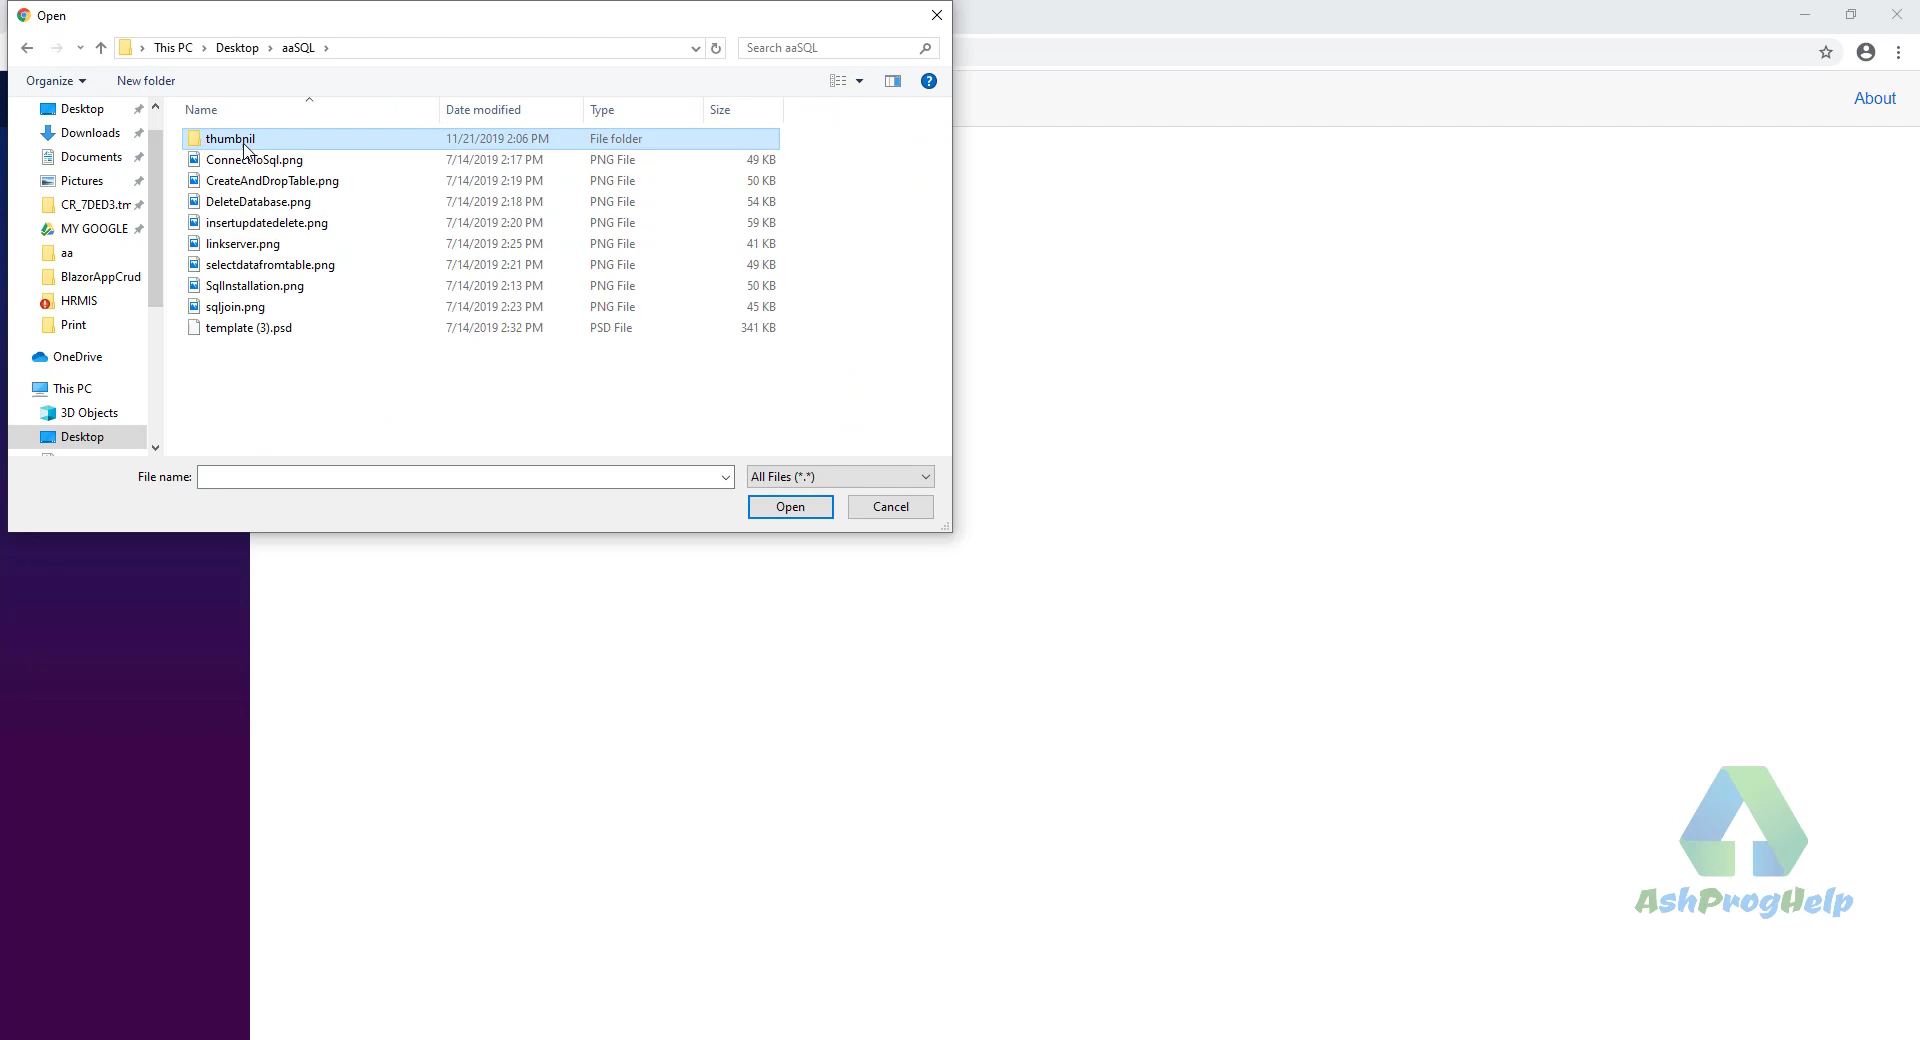 Open
This PC > Desktop > aaSQL >
Search aaSQL
Organize
New folder
About
Name
Date modified
Type
Size
Desktop
Downloads
Documents
Pictures
CR_7DED3.tm
MY GOOGLE
aa
BlazorAppCrud
HRMIS
Print
OneDrive
This PC
3D Objects
Desktop
thumbnil 11/21/2019 2:06 PM File folder
ConnectToSql.png 7/14/2019 2:17 PM PNG File 49 KB
CreateAndDropTable.png 7/14/2019 2:19 PM PNG File 50 KB
DeleteDatabase.png 7/14/2019 2:18 PM PNG File 54 KB
insertupdatedelete.png 7/14/2019 2:20 PM PNG File 59 KB
linkserver.png 7/14/2019 2:25 PM PNG File 41 KB
selectdatafromtable.png 7/14/2019 2:21 PM PNG File 49 KB
SqlInstallation.png 7/14/2019 2:13 PM PNG File 50 KB
sqljoin.png 7/14/2019 2:23 PM PNG File 45 KB
template (3).psd 7/14/2019 2:32 PM PSD File 341 KB
File name:
All Files (*.*)
Open
Cancel
AshProgHelp